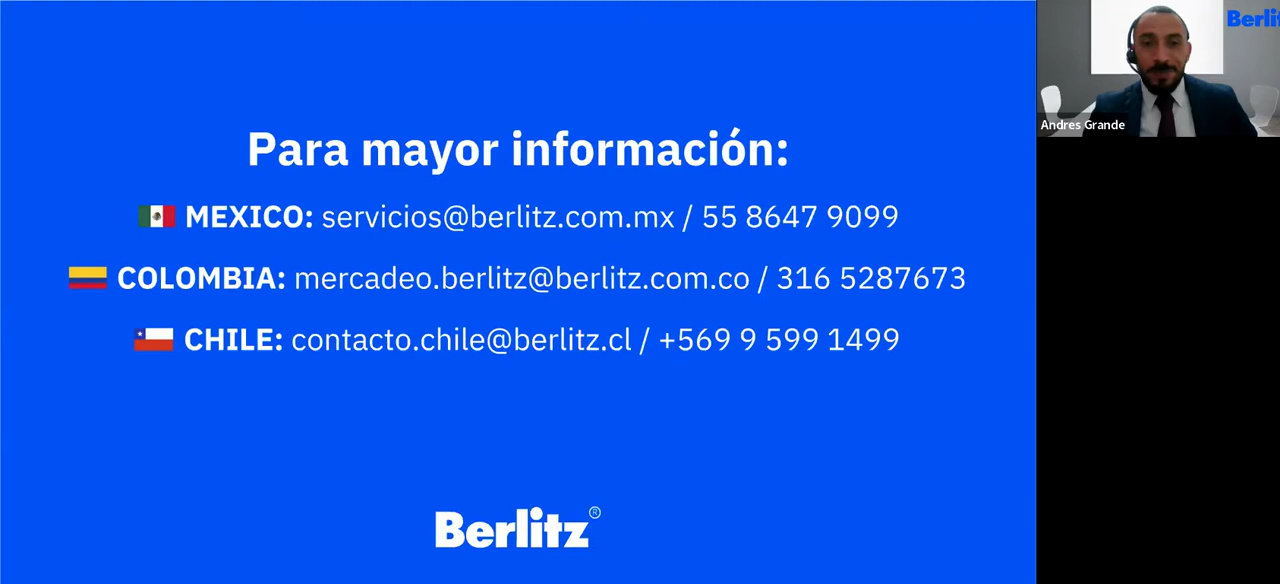 Para mayor información:
MEXICO: servicios@berlitz.com.mx / 55 8647 9099
COLOMBIA: mercadeo.berlitz@berlitz.com.co / 316 5287673
CHILE: contacto.chile@berlitz.cl / +569 9 599 1499
Berlitz®
Andres Grande